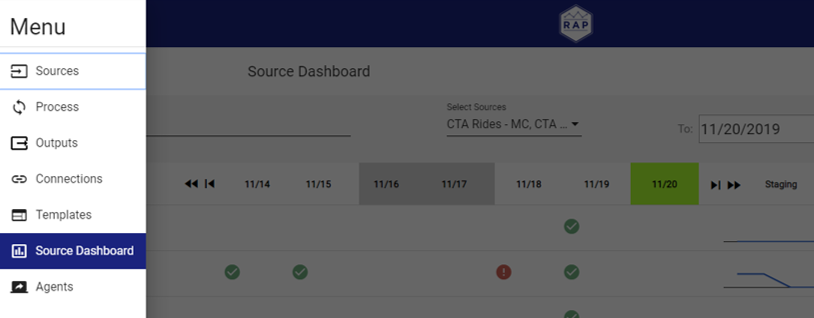 Menu
RAP
Sources
Source Dashboard
Process
Select Sources
CTA Rides - MC, CTA ...
To: 11/20/2019
Outputs
Connections
11/14 11/15 11/16 11/17 11/18 11/19 11/20 Staging
Templates
Source Dashboard
Agents